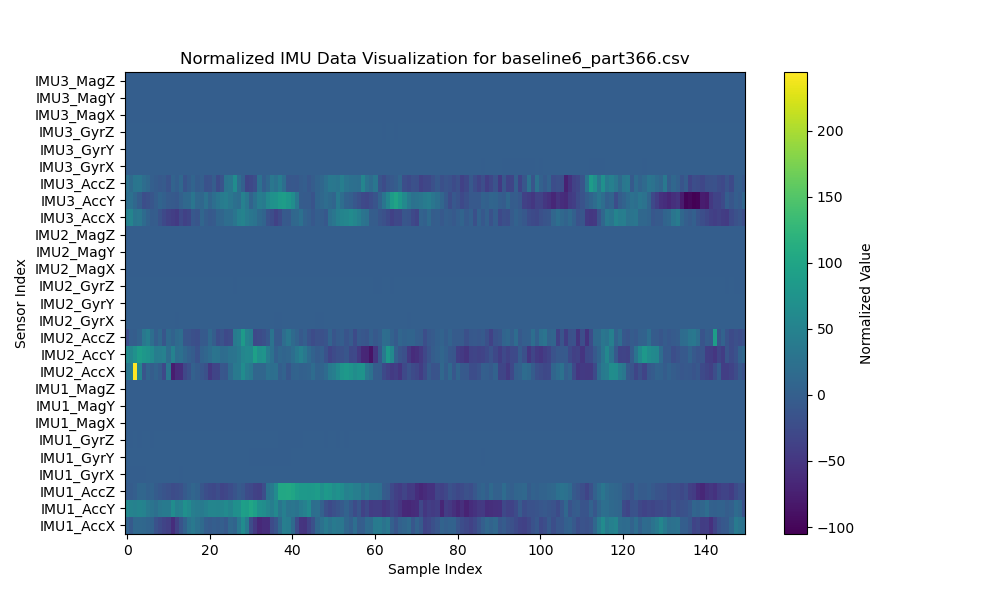 Normalized IMU Data Visualization for baseline6_part366.csv
IMU3_MagZ
IMU3_MagY
IMU3_MagX
IMU3_GyrZ
IMU3_GyrY
IMU3_GyrX
IMU3_AccZ
IMU3_AccY
IMU3_AccX
IMU2_MagZ
IMU2_MagY
IMU2_MagX
IMU2_GyrZ
IMU2_GyrY
IMU2_GyrX
IMU2_AccZ
IMU2_AccY
IMU2_AccX
IMU1_MagZ
IMU1_MagY
IMU1_MagX
IMU1_GyrZ
IMU1_GyrY
IMU1_GyrX
IMU1_AccZ
IMU1_AccY
IMU1_AccX
Sensor Index
0 20 40 60 80 100 120 140
Sample Index
200
150
100
50
0
−50
−100
Normalized Value